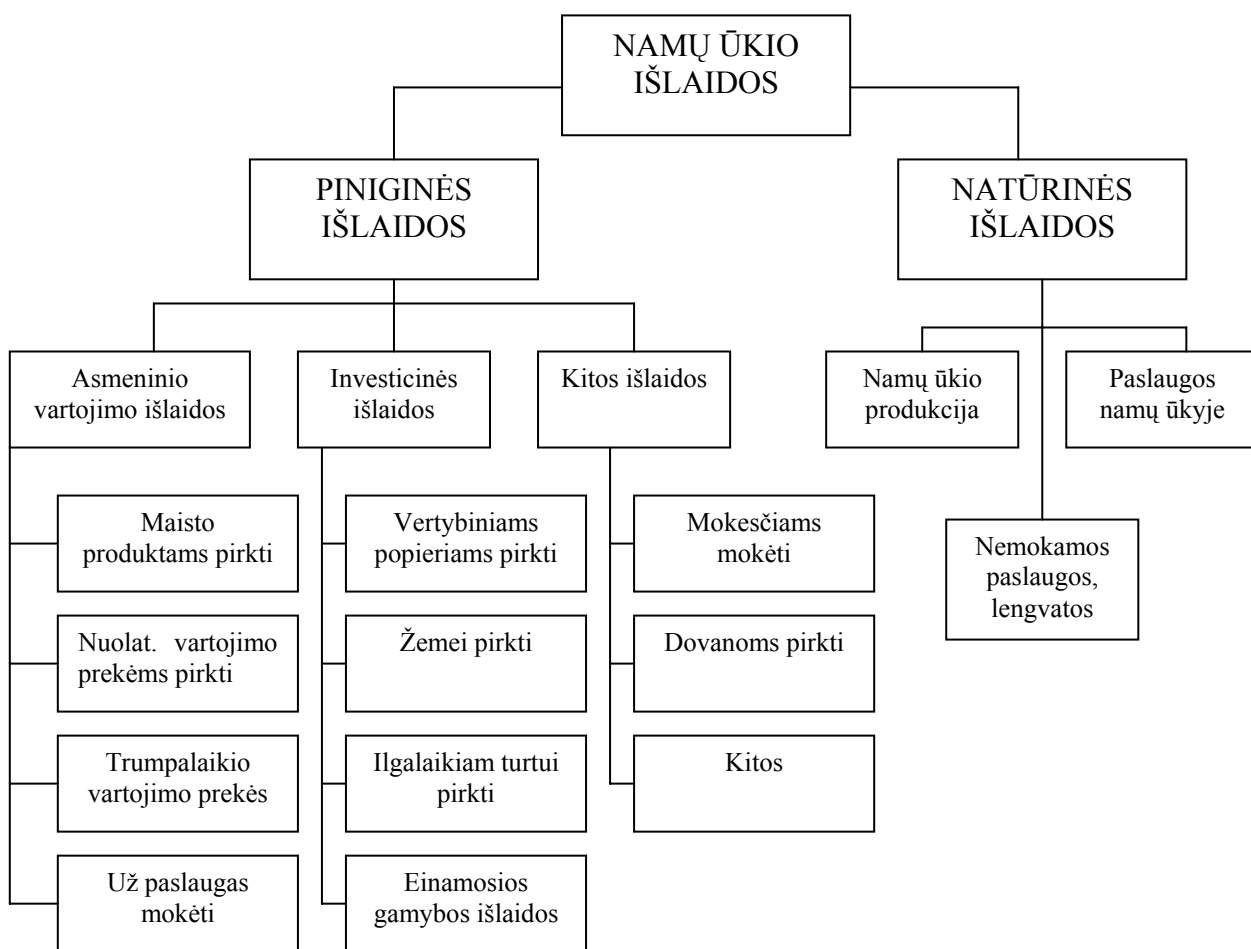 NAMŲ ŪKIO
IŠLAIDOS
PINIGINĖS
IŠLAIDOS
NATŪRINĖS
IŠLAIDOS
Asmeninio
vartojimo išlaidos
Investicinės
išlaidos
Kitos išlaidos
Namų ūkio
produkcija
Paslaugos
namų ūkyje
Maisto
produktams pirkti
Vertybiniams
popieriams pirkti
Mokesčiams
mokėti
Nemokamos
paslaugos,
lengvatos
Nuolat. vartojimo
prekėms pirkti
Žemei pirkti
Dovanoms pirkti
Trumpalaikio
vartojimo prekės
Ilgalaikiam turtui
pirkti
Kitos
Už paslaugas
mokėti
Einamosios
gamybos išlaidos